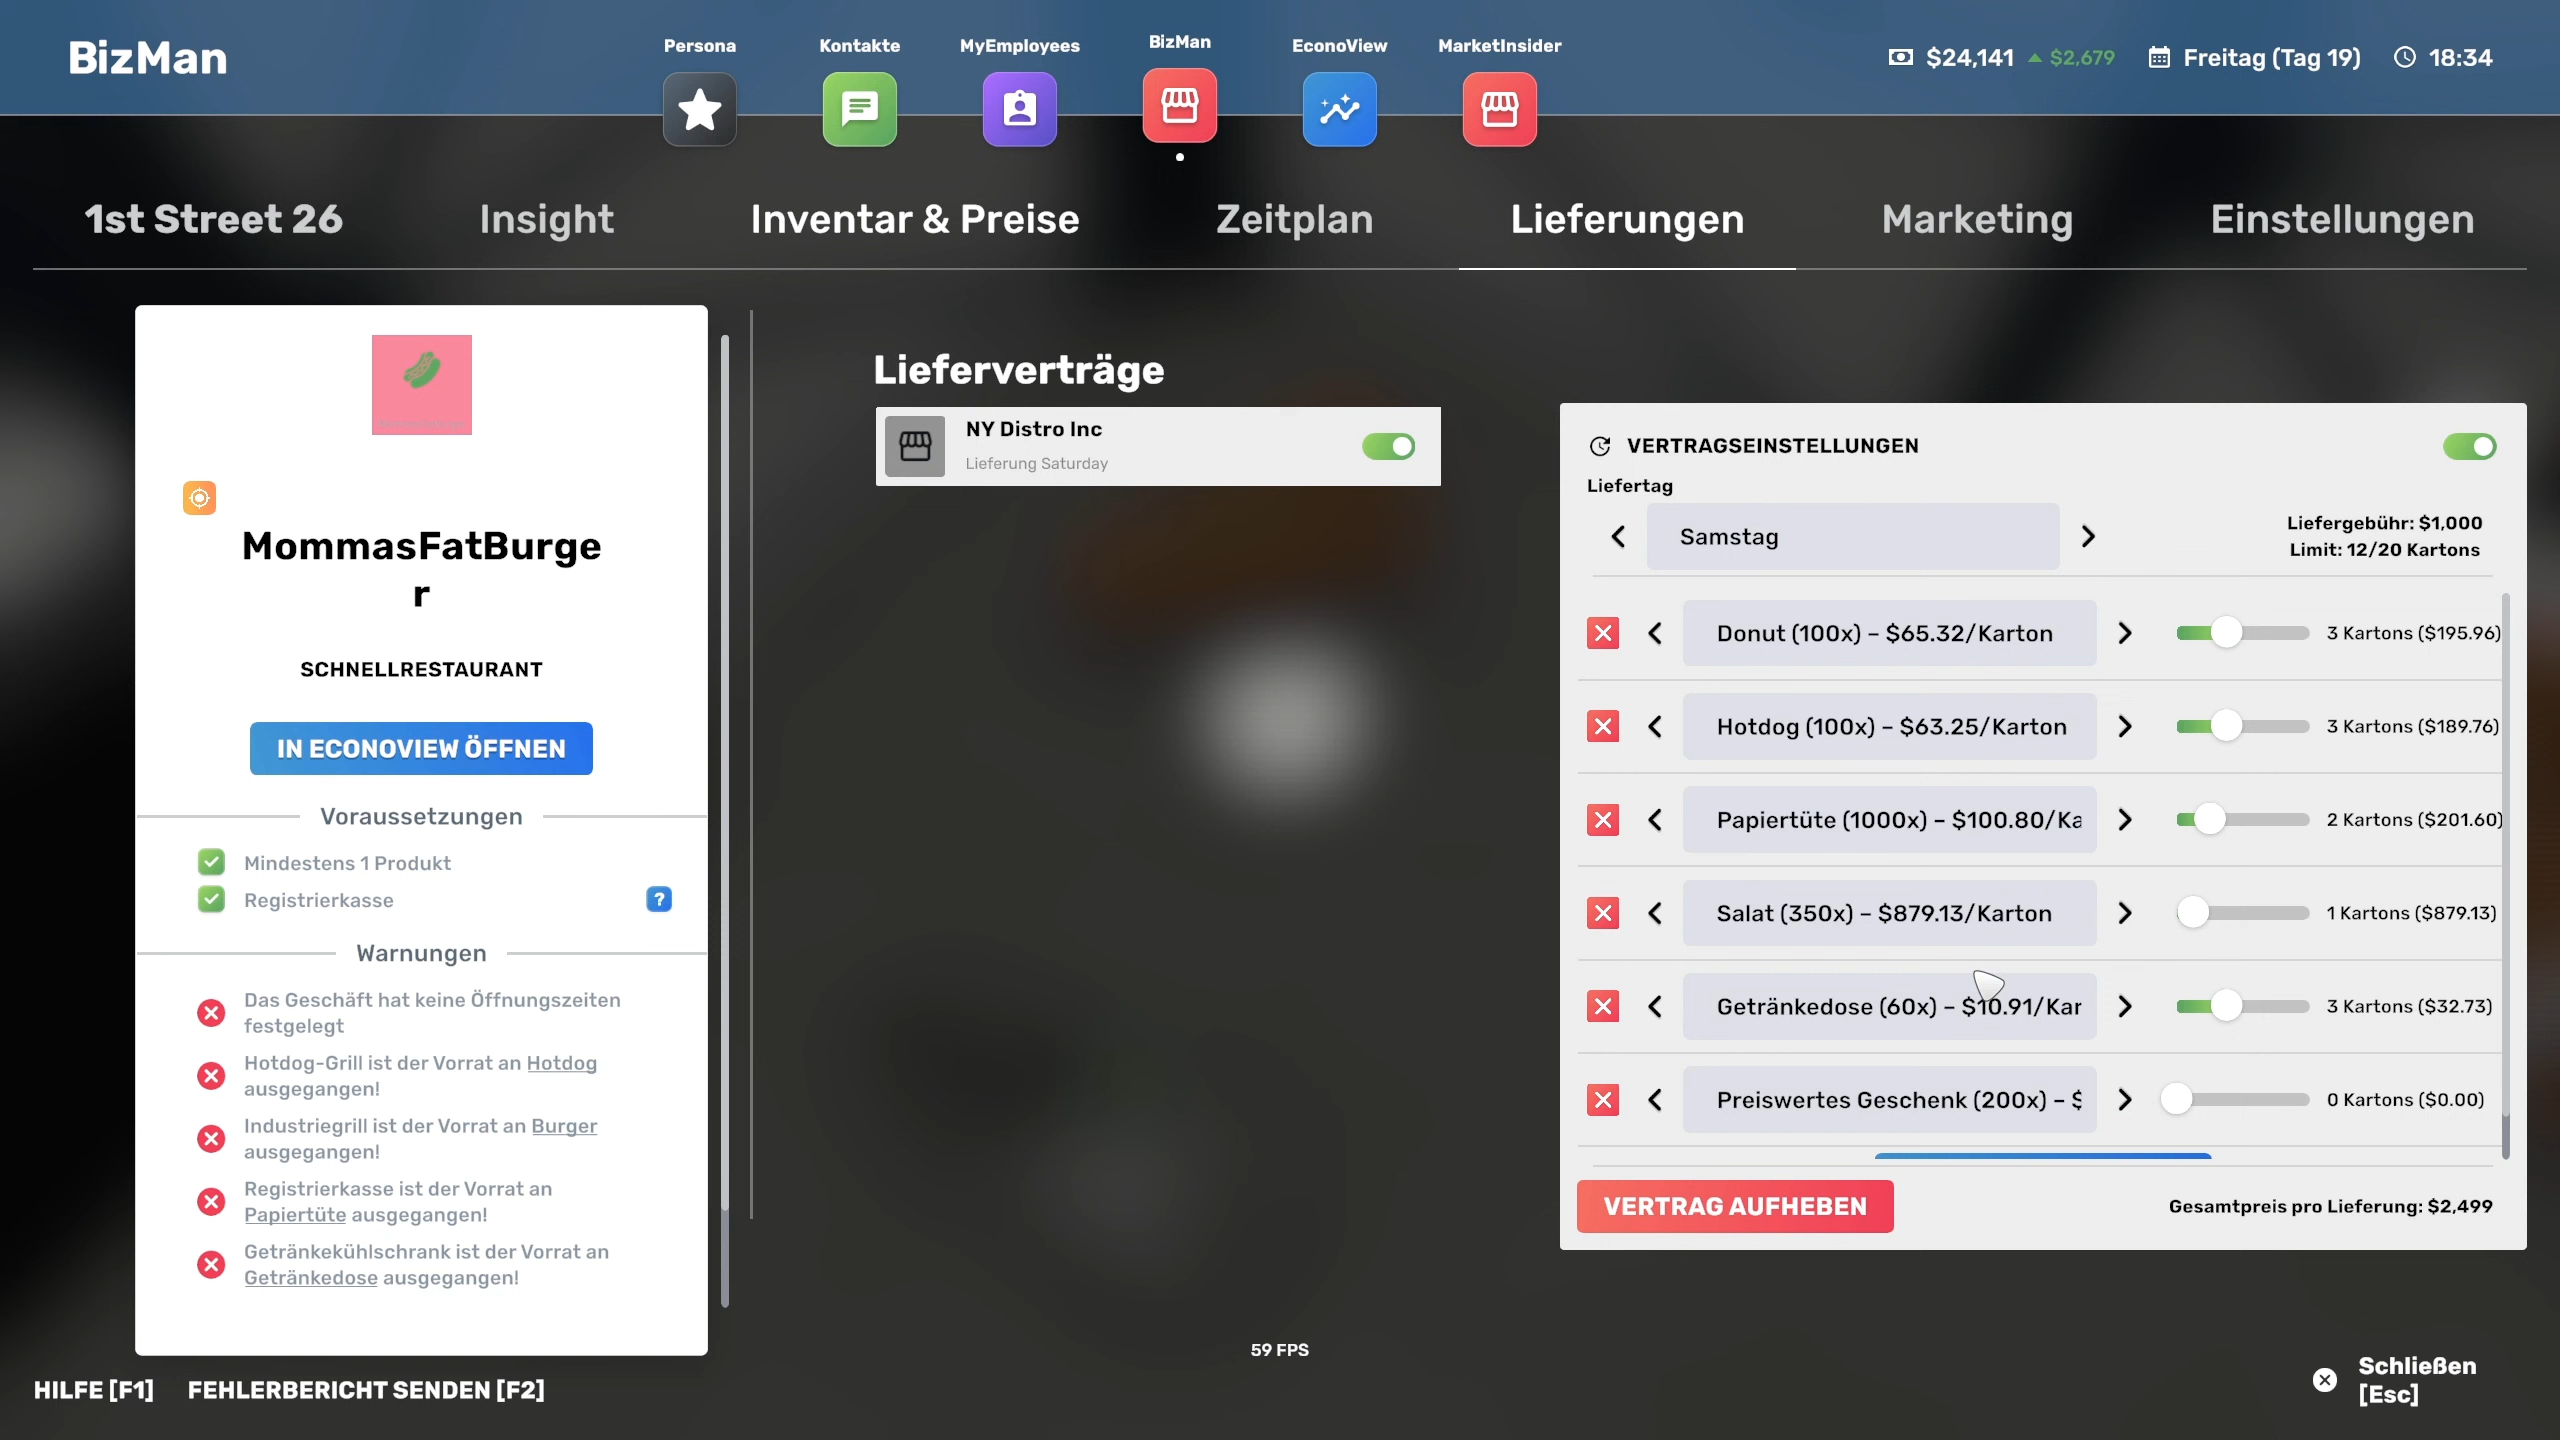 BizMan
Persona
Kontakte
MyEmployees
BizMan
EconoView
MarketInsider
$24,141
$2,679
Freitag (Tag 19)
18:34
1st Street 26
Insight
Inventar & Preise
Zeitplan
Lieferungen
Marketing
Einstellungen
MommasFatBurge
r
SCHNELLRESTAURANT
IN ECONOVIEW ÖFFNEN
Voraussetzungen
Mindestens 1 Produkt
Registrierkasse
?
Warnungen
Das Geschäft hat keine Öffnungszeiten
festgelegt
Hotdog-Grill ist der Vorrat an Hotdog
ausgegangen!
Industriegrill ist der Vorrat an Burger
ausgegangen!
Registrierkasse ist der Vorrat an
Papiertüte ausgegangen!
Getränkekühlschrank ist der Vorrat an
Getränkedose ausgegangen!
Lieferverträge
NY Distro Inc
Lieferung Saturday
VERTRAGSEINSTELLUNGEN
Liefertag
Samstag
Liefergebühr: $1,000
Limit: 12/20 Kartons
Donut (100x) – $65.32/Karton
3 Kartons ($195.96)
Hotdog (100x) – $63.25/Karton
3 Kartons ($189.76)
Papiertüte (1000x) – $100.80/Ka
2 Kartons ($201.60)
Salat (350x) – $879.13/Karton
1 Kartons ($879.13)
Getränkedose (60x) – $10.91/Kar
3 Kartons ($32.73)
Preiswertes Geschenk (200x) – $
0 Kartons ($0.00)
VERTRAG AUFHEBEN
Gesamtpreis pro Lieferung: $2,499
59 FPS
HILFE [F1]
FEHLERBERICHT SENDEN [F2]
Schließen
[Esc]